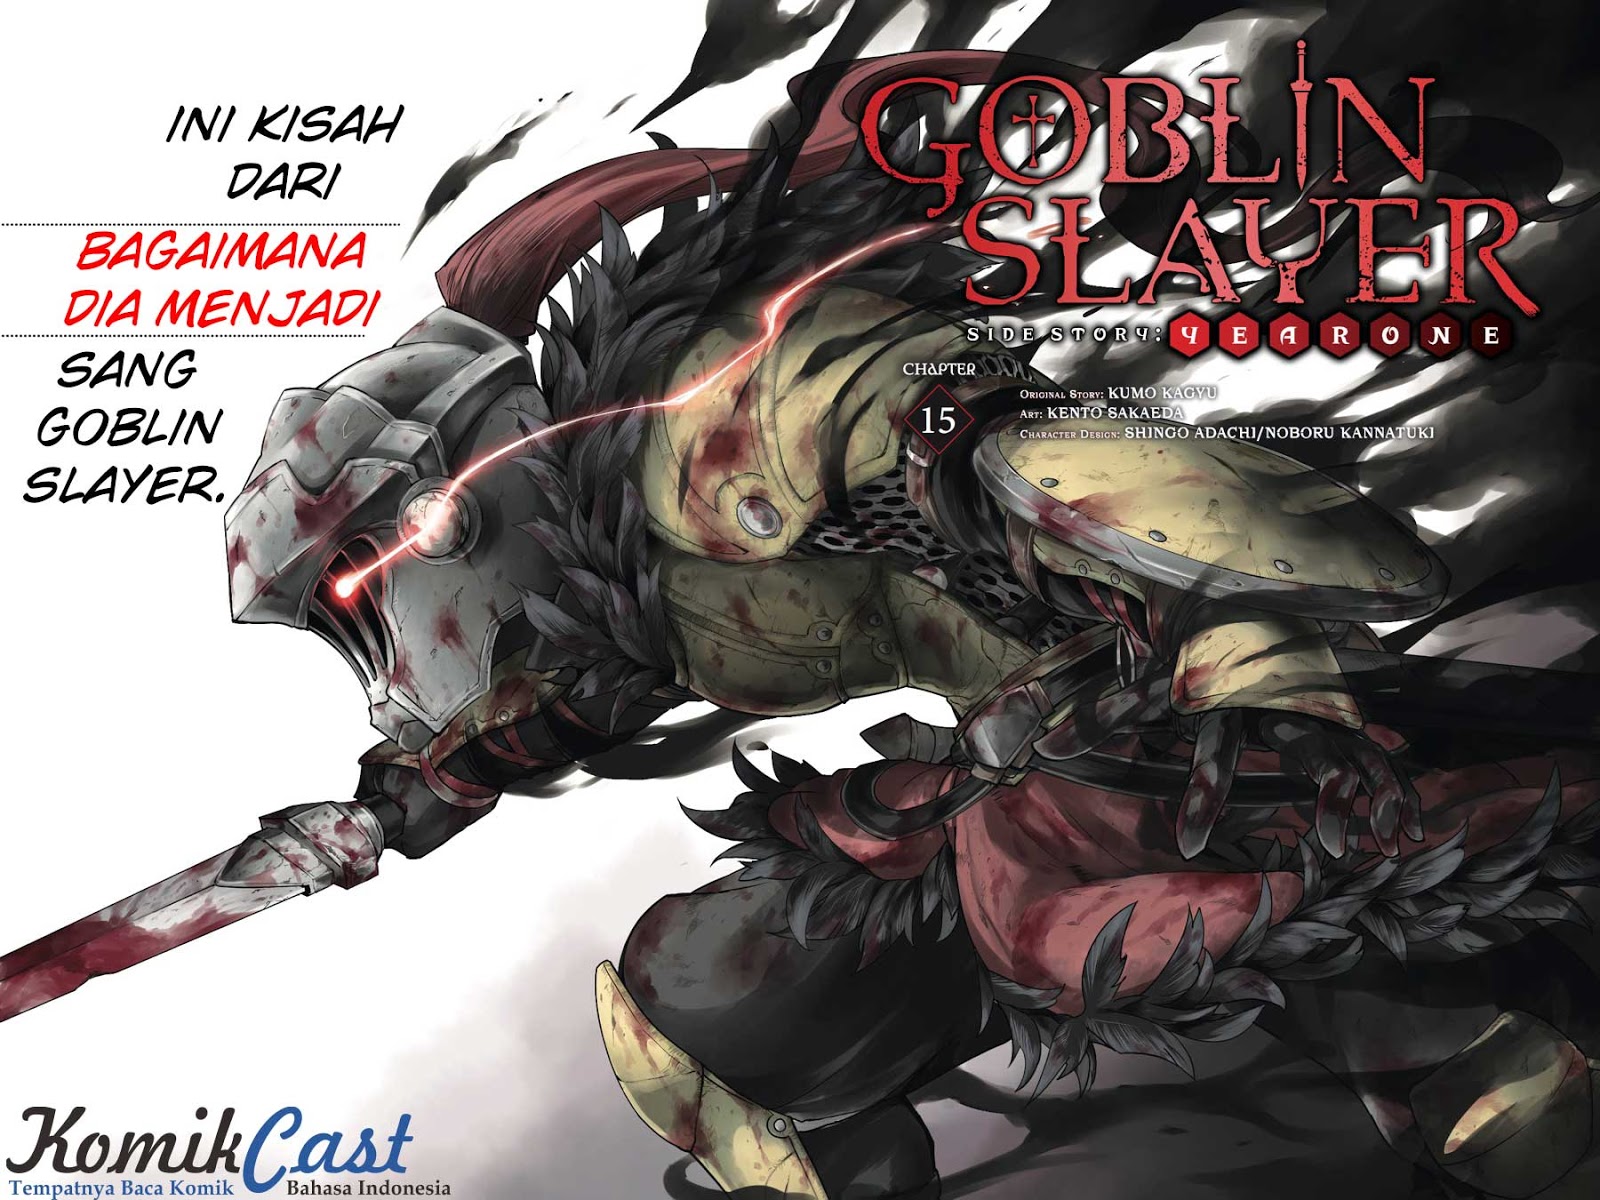 INI KISAH
DARI
BAGAIMANA
DIA MENJADI
SANG
GOBLIN
SLAYER.
GOBLIN
SLAYER
SIDE STORY: YEAR ONE
CHAPTER
15
ORIGINAL STORY: KUMO KAGYU
ART: KENTO SAKAEDA
CHARACTER DESIGN: SHINGO ADACHI/NOBORU KANNATUKI
KomikCast
Tempatnya Baca Komik Bahasa Indonesia